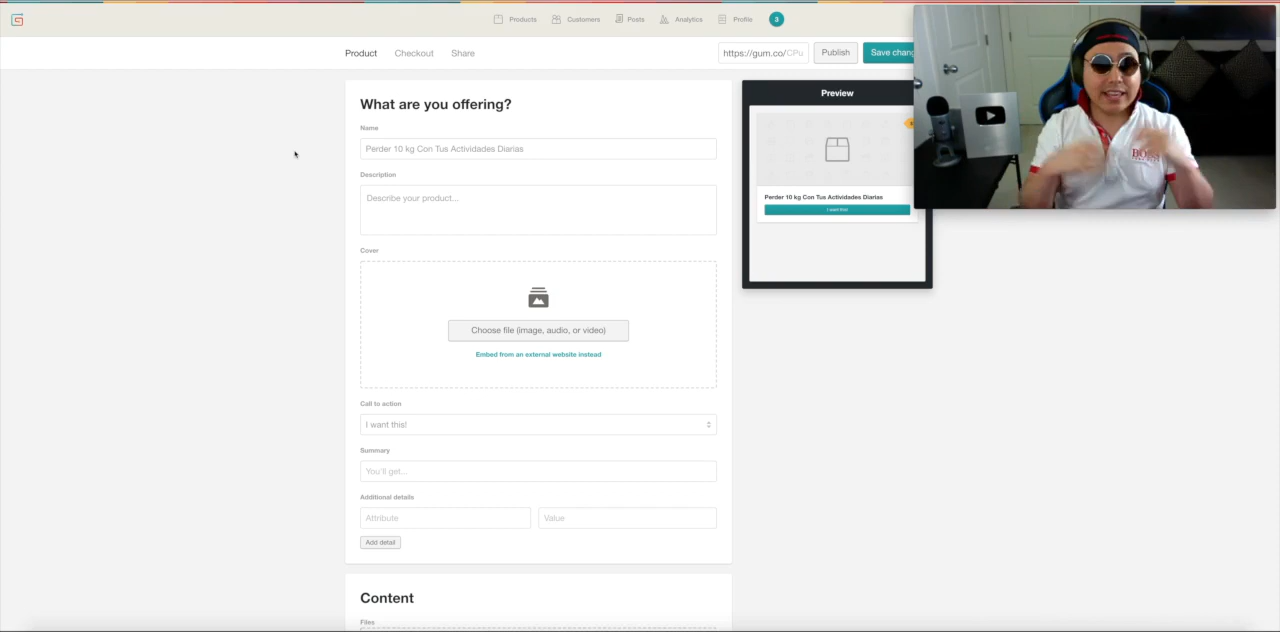 Products
Customers
Posts
Analytics
Profile
3
Product
Checkout
Share
https://gum.co/CPu
Publish
Save chang
What are you offering?
Name
Perder 10 kg Con Tus Actividades Diarias
Description
Describe your product...
Cover
Choose file (image, audio, or video)
Embed from an external website instead
Call to action
I want this!
Summary
You'll get...
Additional details
Attribute
Value
Add detail
Content
Files
Preview
Perder 10 kg Con Tus Actividades Diarias
I want this!
BOSS